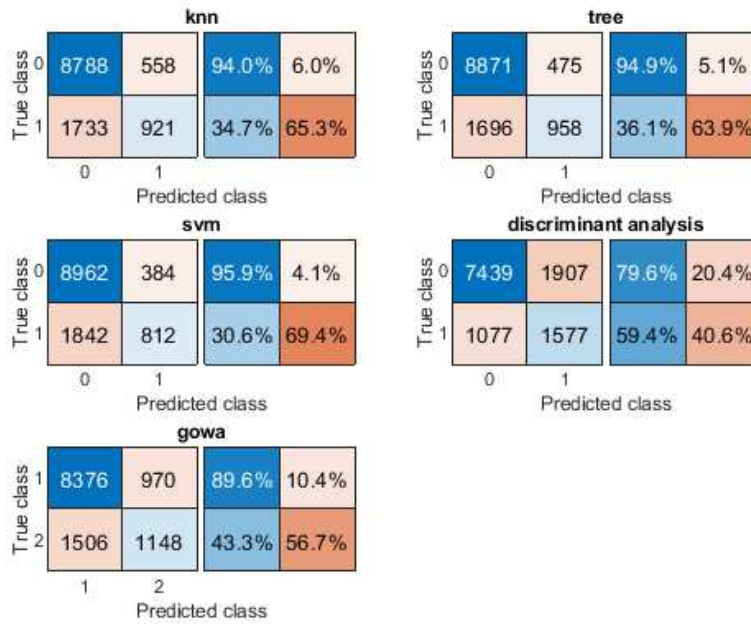 knn
True class
0 8788 558 94.0% 6.0%
1 1733 921 34.7% 65.3%
0 1
Predicted class
tree
True class
0 8871 475 94.9% 5.1%
1 1696 958 36.1% 63.9%
0 1
Predicted class
svm
True class
0 8962 384 95.9% 4.1%
1 1842 812 30.6% 69.4%
0 1
Predicted class
discriminant analysis
True class
0 7439 1907 79.6% 20.4%
1 1077 1577 59.4% 40.6%
0 1
Predicted class
gowa
True class
1 8376 970 89.6% 10.4%
2 1506 1148 43.3% 56.7%
1 2
Predicted class